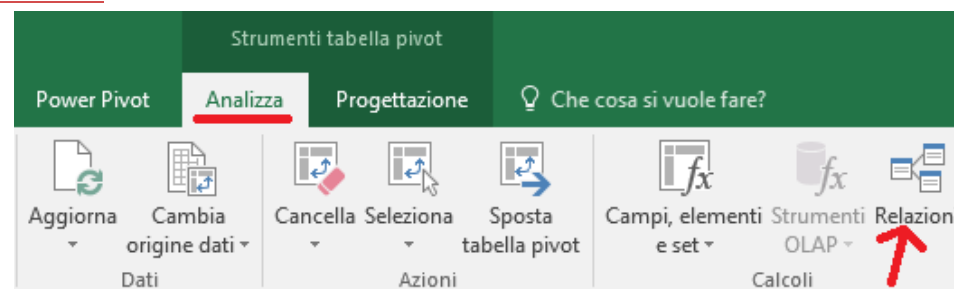 Strumenti tabella pivot
Power Pivot Analizza Progettazione Che cosa si vuole fare?
Aggiorna Cambia Cancella Seleziona Sposta Campi, elementi Strumenti Relazion
origine dati tabella pivot e set OLAP
Dati Azioni Calcoli